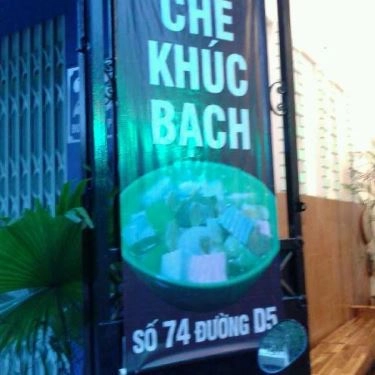 CHÈ
KHÚC
BẠCH
SỐ 74 ĐƯỜNG D5